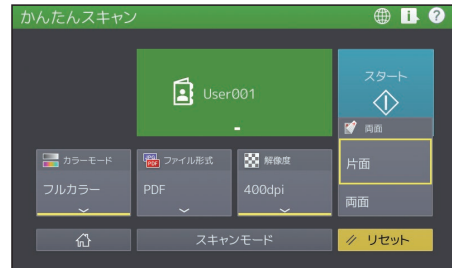 かんたんスキャン
User001
スタート
両面
カラーモード
フルカラー
JPG
PDF
ファイル形式
PDF
解像度
400dpi
片面
両面
スキャンモード
リセット